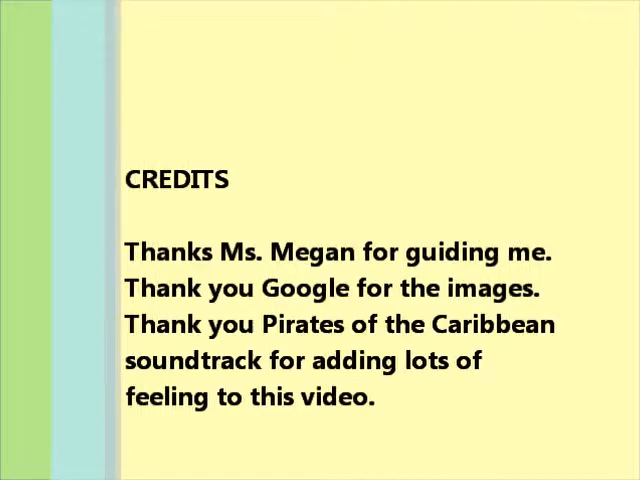 CREDITS
Thanks Ms. Megan for guiding me.
Thank you Google for the images.
Thank you Pirates of the Caribbean
soundtrack for adding lots of
feeling to this video.